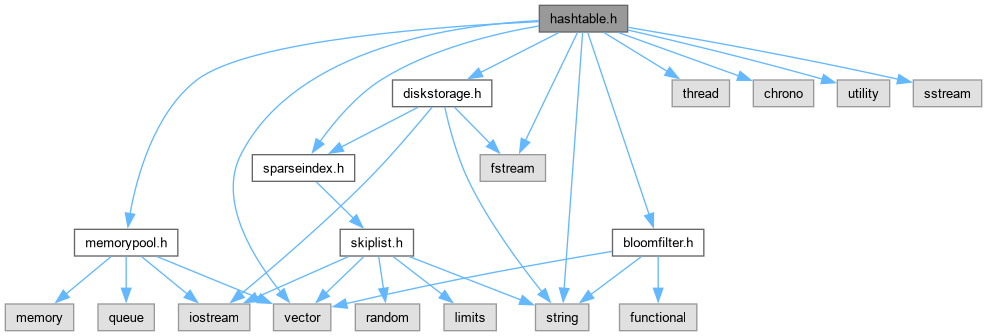 hashtable.h
diskstorage.h
thread
chrono
utility
sstream
sparseindex.h
fstream
memorypool.h
skiplist.h
bloomfilter.h
memory
queue
iostream
vector
random
limits
string
functional